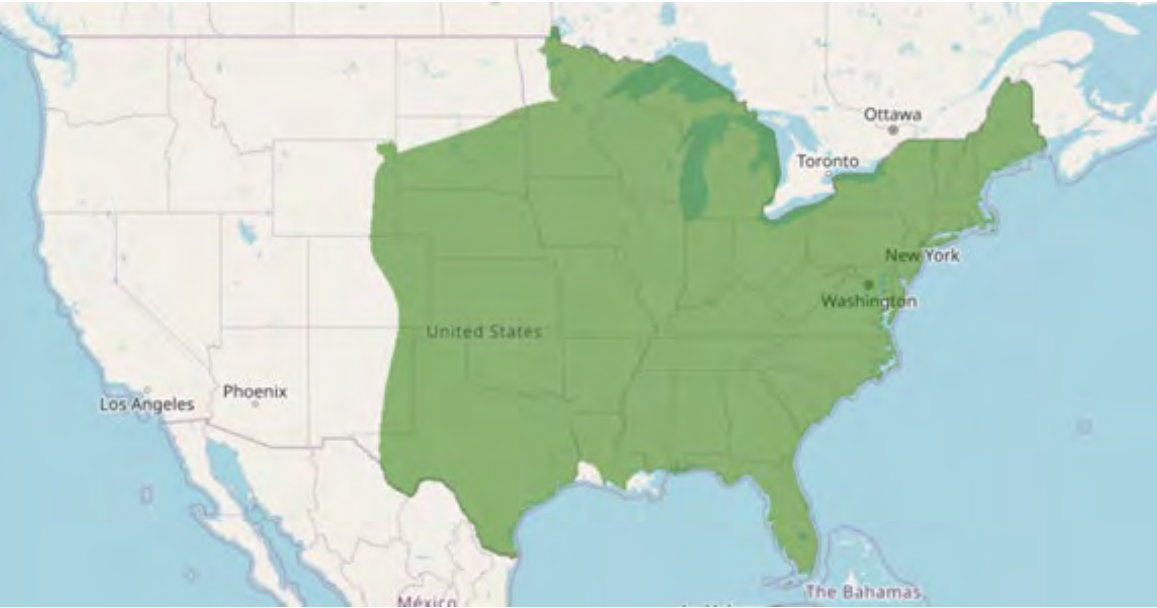 Ottawa
Toronto
New York
Washington
United States
Phoenix
Los Angeles
The Bahamas
México